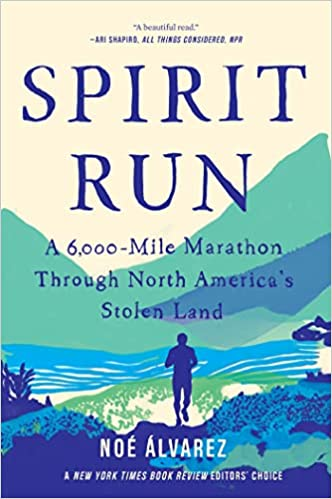 "A beautiful read."
—ARI SHAPIRO, ALL THINGS CONSIDERED, NPR
SPIRIT
RUN
A 6,000-Mile Marathon
Through North America's
Stolen Land
NOÉ ÁLVAREZ
A NEW YORK TIMES BOOK REVIEW EDITORS' CHOICE